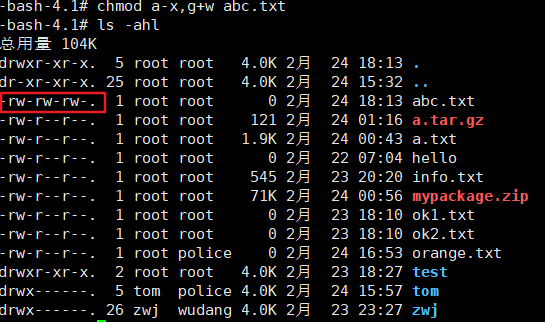 -bash-4.1# chmod a-x,g+w abc.txt
-bash-4.1# ls -ahl
总用量 104K
drwxr-xr-x.  5 root root   4.0K 2月  24 18:13 .
dr-xr-xr-x. 25 root root   4.0K 2月  24 15:32 ..
-rw-rw-rw-.  1 root root      0 2月  24 18:13 abc.txt
-rw-r--r--.  1 root root    121 2月  24 01:16 a.tar.gz
-rw-r--r--.  1 root root   1.9K 2月  24 00:43 a.txt
-rw-r--r--.  1 root root      0 2月  22 07:04 hello
-rw-r--r--.  1 root root    545 2月  23 20:20 info.txt
-rw-r--r--.  1 root root    71K 2月  24 00:56 mypackage.zip
-rw-r--r--.  1 root root      0 2月  23 18:10 ok1.txt
-rw-r--r--.  1 root root      0 2月  23 18:10 ok2.txt
-rw-r--r--.  1 root police    0 2月  24 16:53 orange.txt
drwxr-xr-x.  2 root root   4.0K 2月  23 18:27 test
drwx------.  5 tom  police 4.0K 2月  24 15:57 tom
drwx------. 26 zwj  wudang 4.0K 2月  23 23:27 zwj